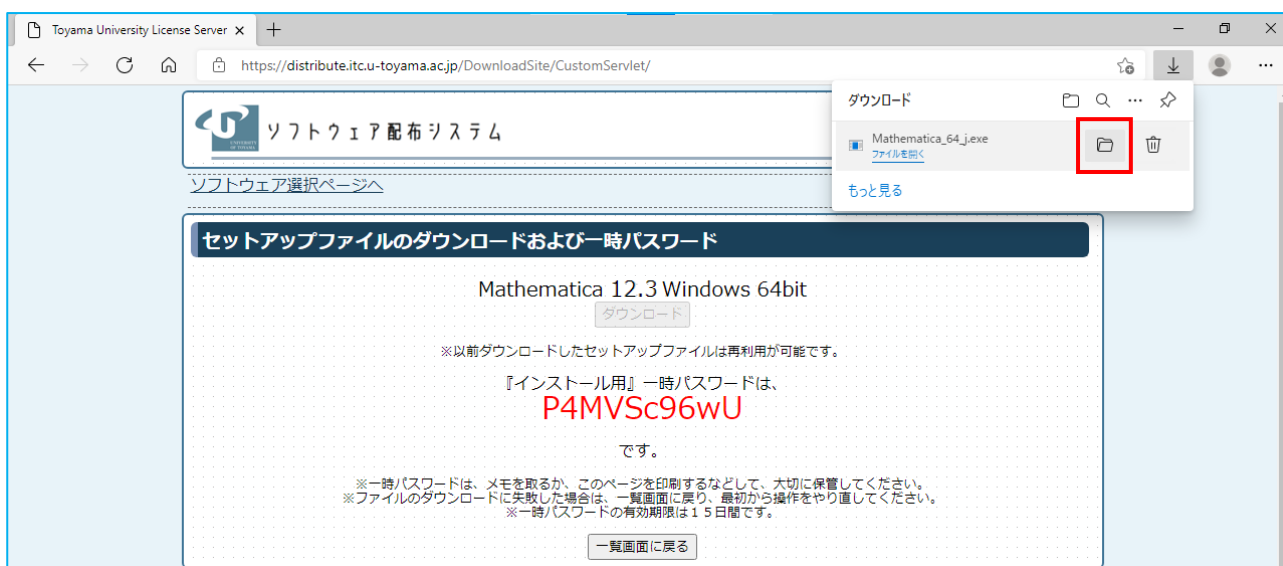 Toyama University License Server
https://distribute.itc.u-toyama.ac.jp/DownloadSite/CustomServlet/
ダウンロード
Mathematica_64_j.exe
ファイルを開く
もっと見る
ソフトウェア配布システム
ソフトウェア選択ページへ
セットアップファイルのダウンロードおよび一時パスワード
Mathematica 12.3 Windows 64bit
ダウンロード
※以前ダウンロードしたセットアップファイルは再利用が可能です。
『インストール用』一時パスワードは、
P4MVSc96wU
です。
※一時パスワードは、メモを取るか、このページを印刷するなどして、大切に保管してください。
※ファイルのダウンロードに失敗した場合は、一覧画面に戻り、最初から操作をやり直してください。
※一時パスワードの有効期限は１５日間です。
一覧画面に戻る